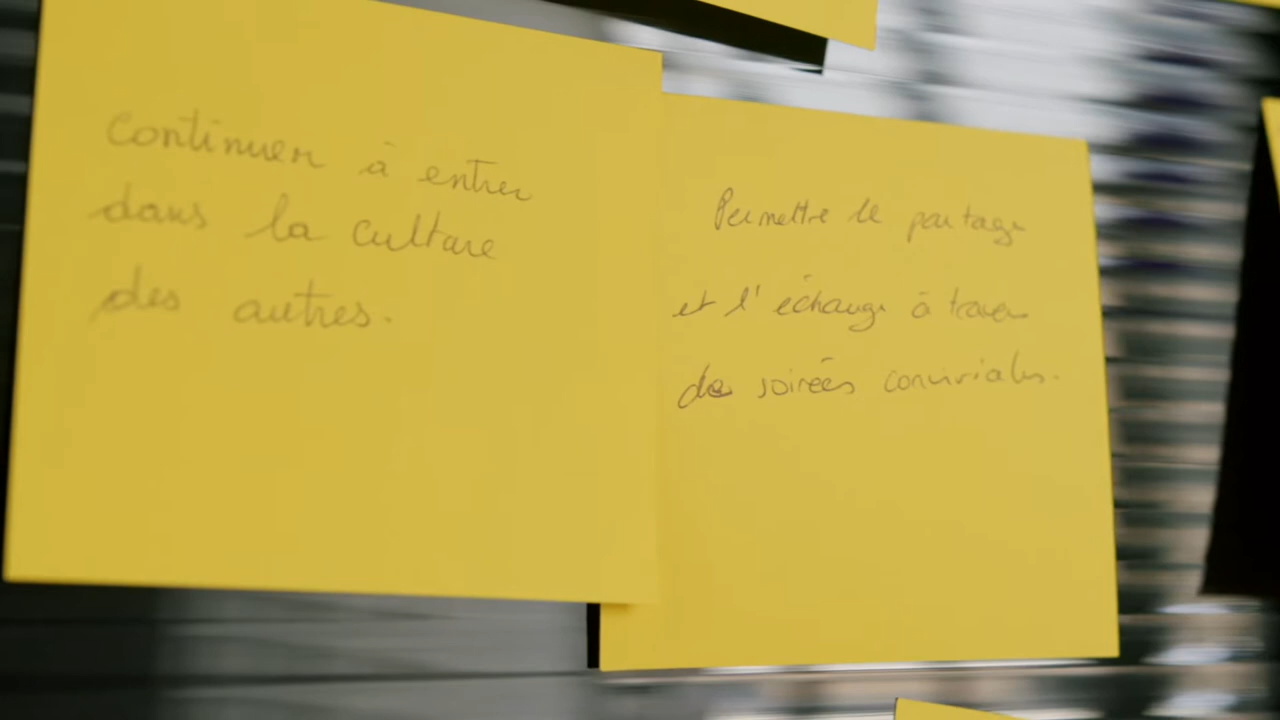 Continuer à entrer
dans la culture
des autres.
Permettre le partage
et l'échange à travers
des soirées conviviales.